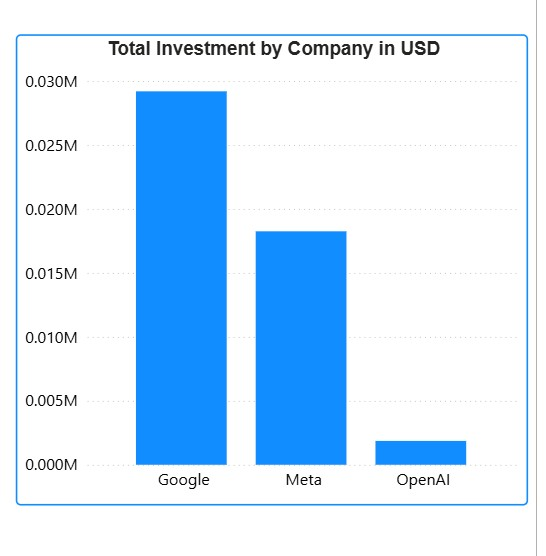 Total Investment by Company in USD
0.030M
0.025M
0.020M
0.015M
0.010M
0.005M
0.000M
Google Meta OpenAI